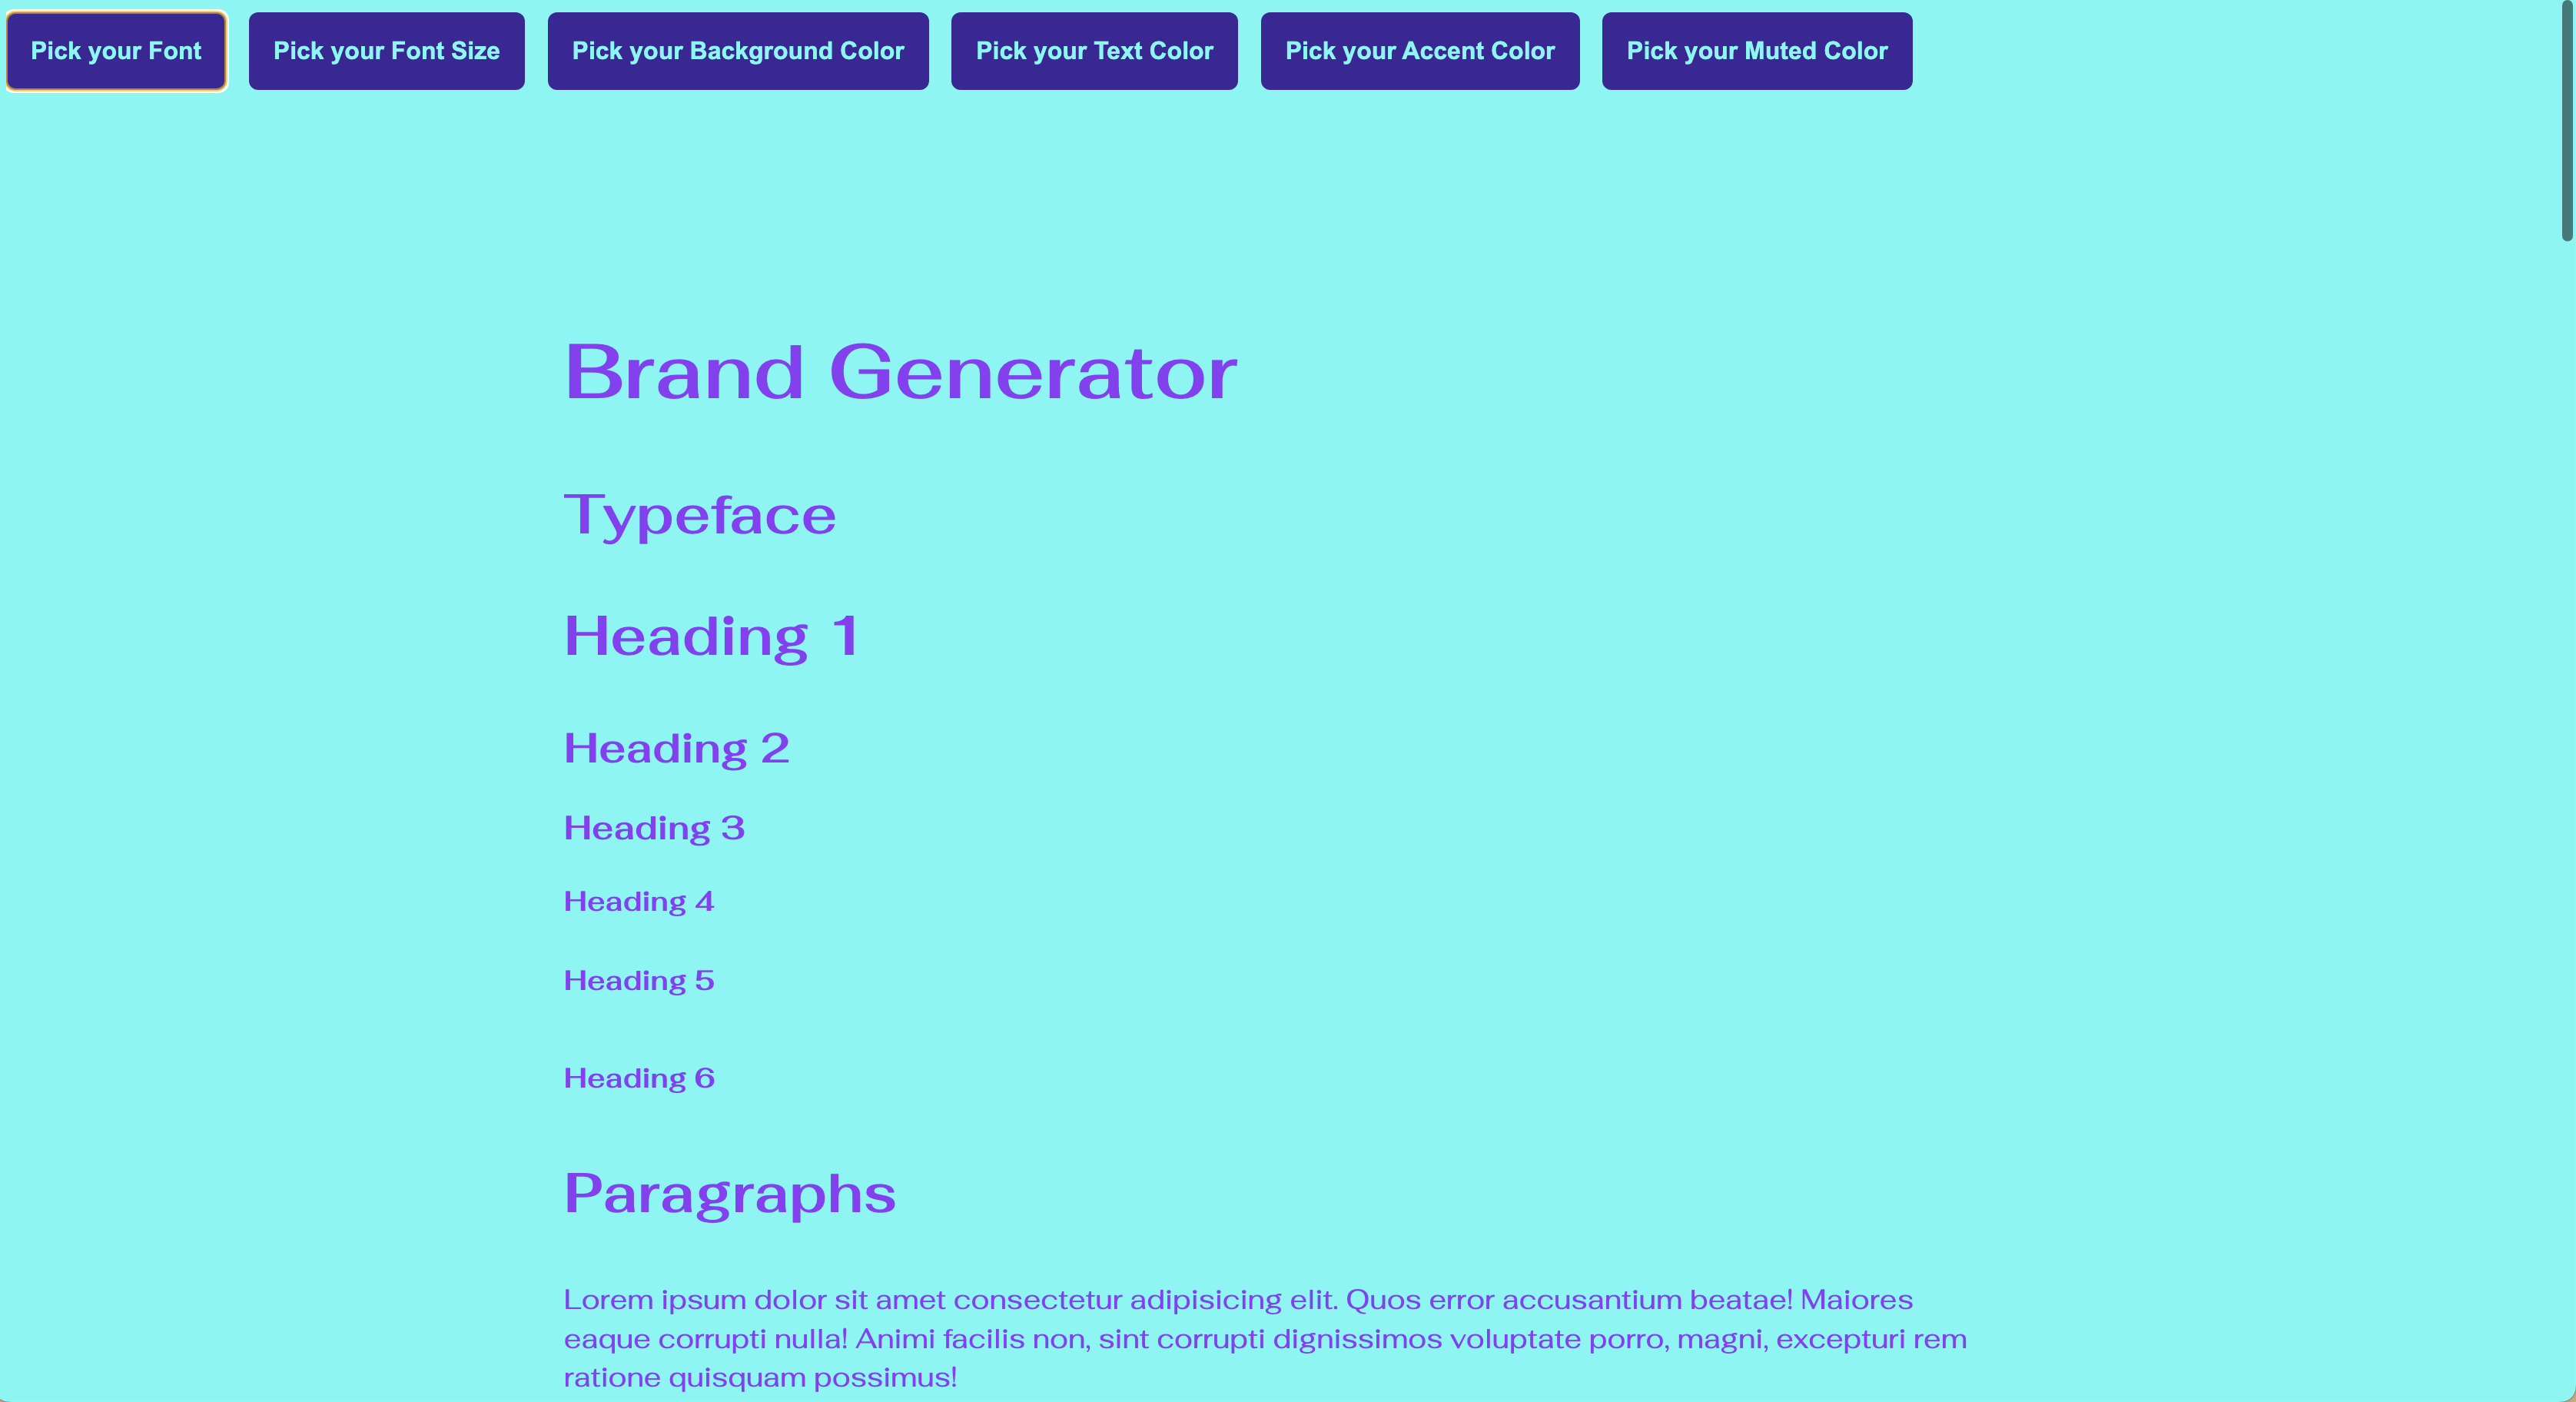 Pick your Font
Pick your Font Size
Pick your Background Color
Pick your Text Color
Pick your Accent Color
Pick your Muted Color
Brand Generator
Typeface
Heading 1
Heading 2
Heading 3
Heading 4
Heading 5
Heading 6
Paragraphs
Lorem ipsum dolor sit amet consectetur adipisicing elit. Quos error accusantium beatae! Maiores
eaque corrupti nulla! Animi facilis non, sint corrupti dignissimos voluptate porro, magni, excepturi rem
ratione quisquam possimus!